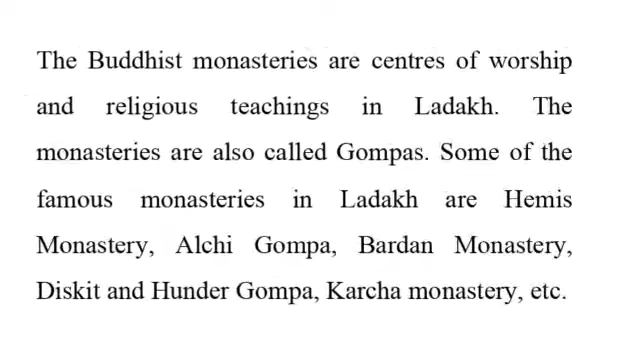 The Buddhist monasteries are centres of worship
and religious teachings in Ladakh. The
monasteries are also called Gompas. Some of the
famous monasteries in Ladakh are Hemis
Monastery, Alchi Gompa, Bardan Monastery,
Diskit and Hunder Gompa, Karcha monastery, etc.